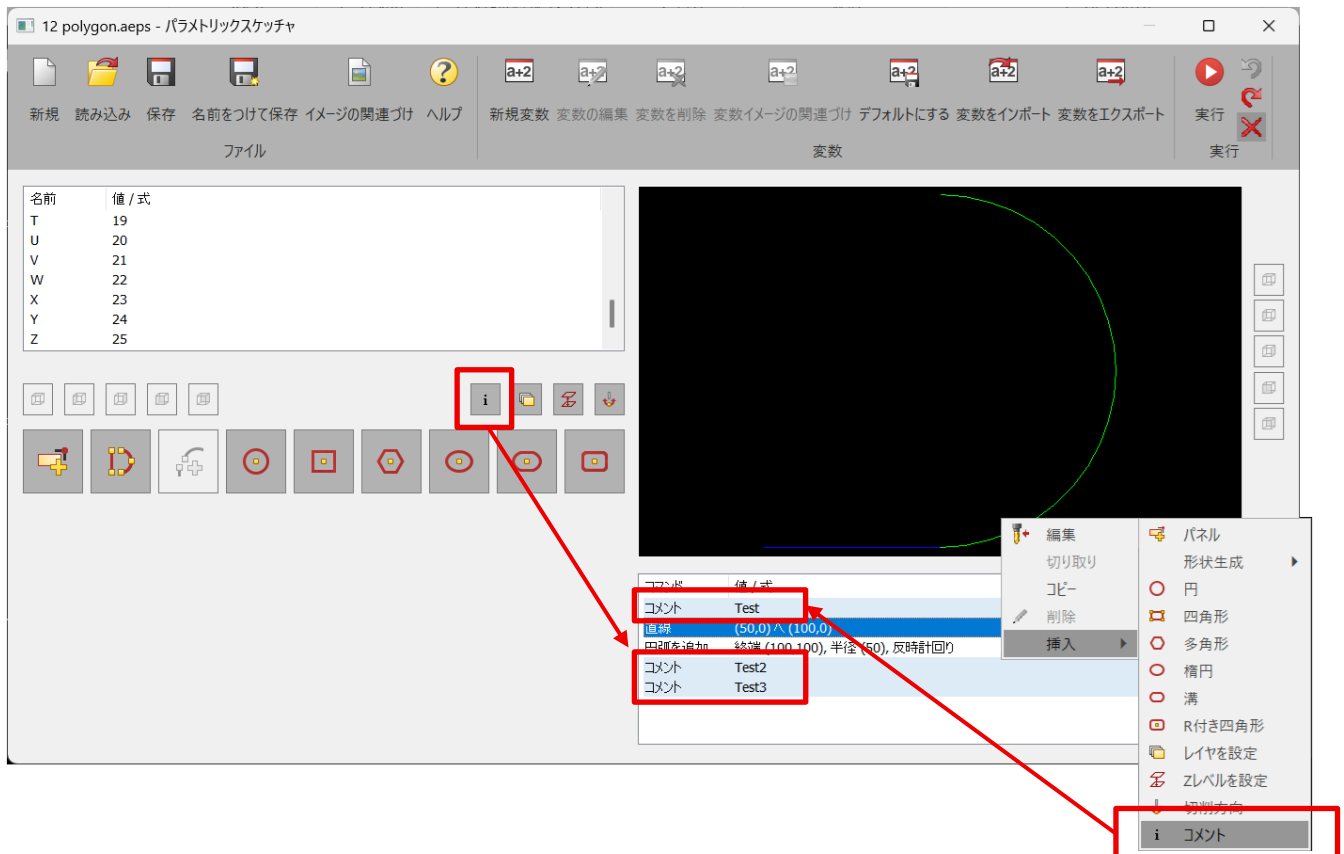 12 polygon.aeps - パラメトリックスケッチャ
新規 読み込み 保存 名前をつけて保存 イメージの関連づけ ヘルプ 新規変数 変数の編集 変数を削除 変数イメージの関連づけ デフォルトにする 変数をインポート 変数をエクスポート 実行
ファイル 変数 実行
名前 値 / 式
T 19
U 20
V 21
W 22
X 23
Y 24
Z 25
i
コマンド 値 / 式
コメント Test
直線 (50,0) へ (100,0)
円弧を追加 終端 (100,100), 半径 (50), 反時計回り
コメント Test2
コメント Test3
編集
切り取り
コピー
削除
挿入
パネル
形状生成
円
四角形
多角形
楕円
溝
R付き四角形
レイヤを設定
Zレベルを設定
切削方向
i コメント